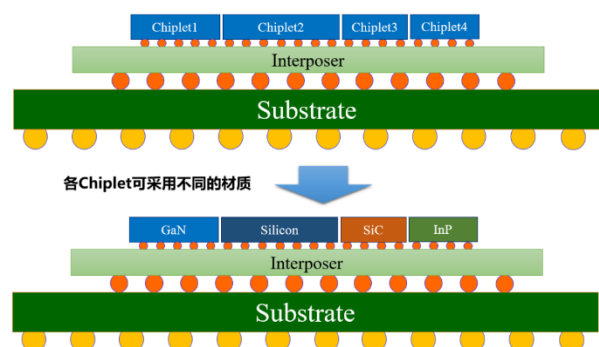 Chiplet1 Chiplet2 Chiplet3 Chiplet4
Interposer
Substrate
各Chiplet可采用不同的材质
GaN Silicon SiC InP
Interposer
Substrate